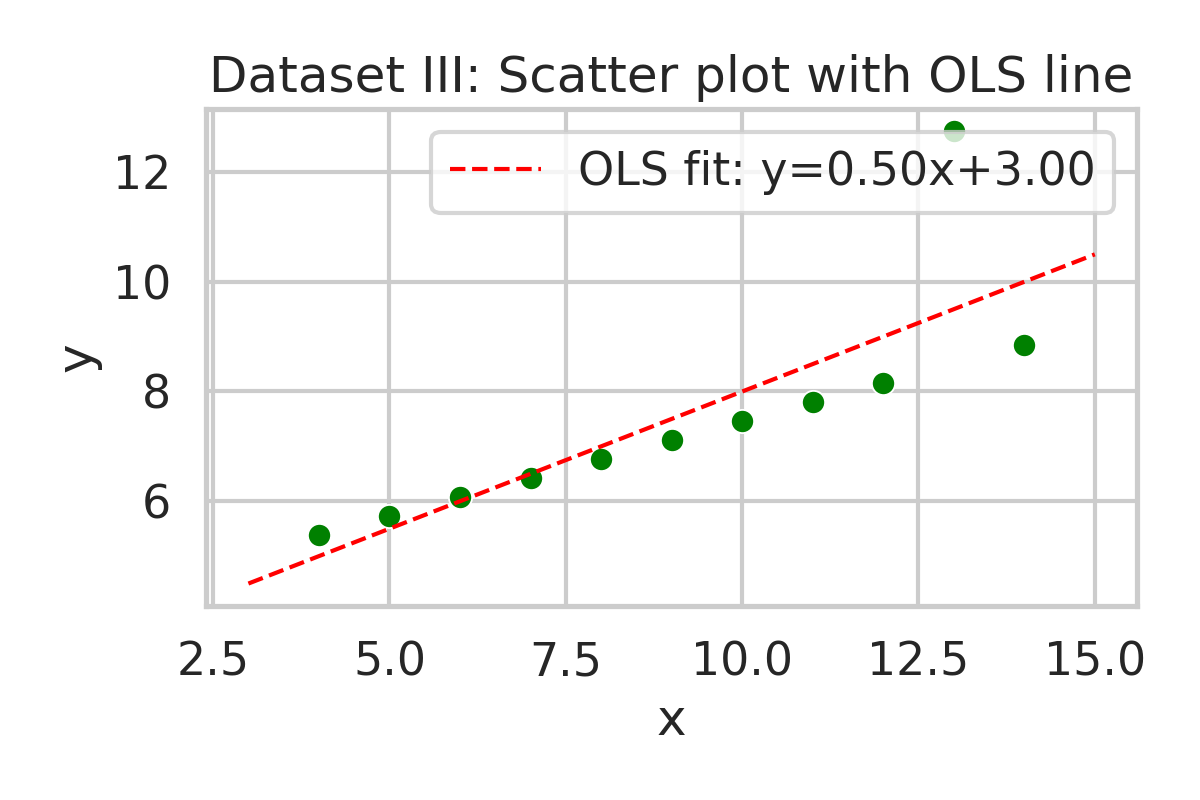 Dataset III: Scatter plot with OLS line
OLS fit: y=0.50x+3.00
12
10
8
6
y
2.5 5.0 7.5 10.0 12.5 15.0
x